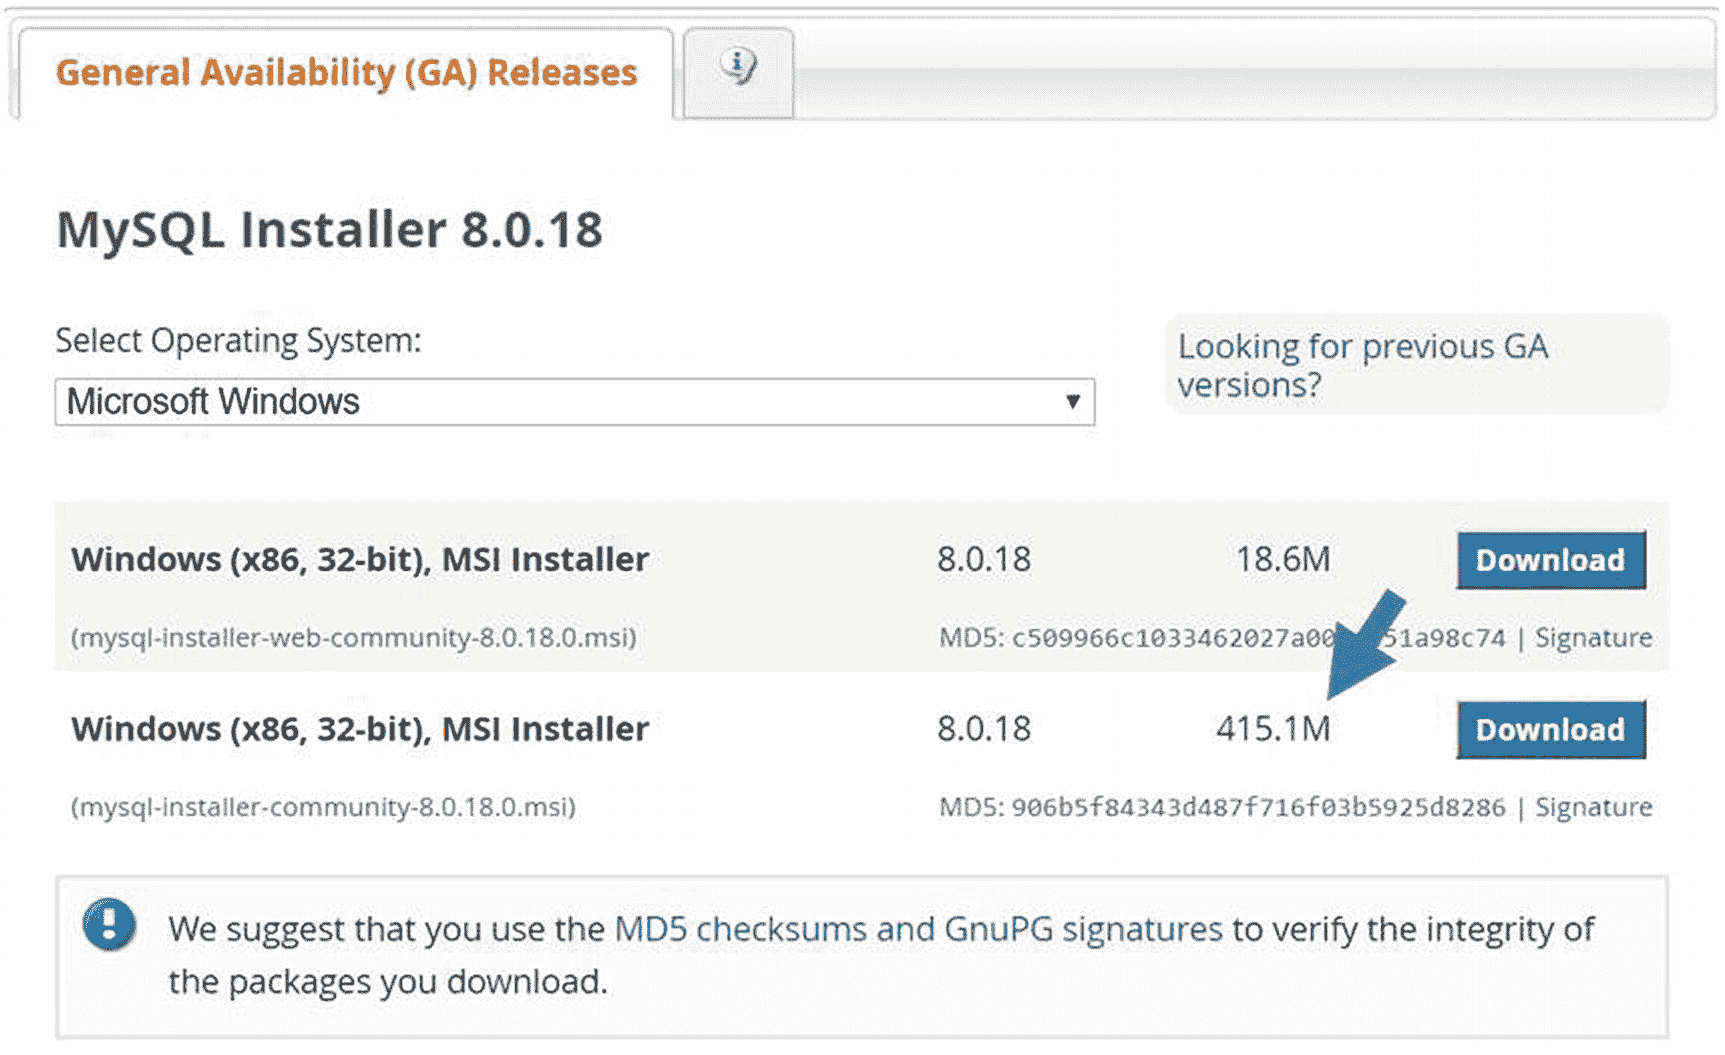 General Availability (GA) Releases
MySQL Installer 8.0.18
Select Operating System:
Microsoft Windows
Looking for previous GA
versions?
Windows (x86, 32-bit), MSI Installer 8.0.18 18.6M Download
(mysql-installer-web-community-8.0.18.0.msi) MD5: | Signature
Windows (x86, 32-bit), MSI Installer 8.0.18 415.1M Download
(mysql-installer-community-8.0.18.0.msi) MD5: 906b5f84343d487f716f03b5925d8286 | Signature
We suggest that you use the MD5 checksums and GnuPG signatures to verify the integrity of
the packages you download.